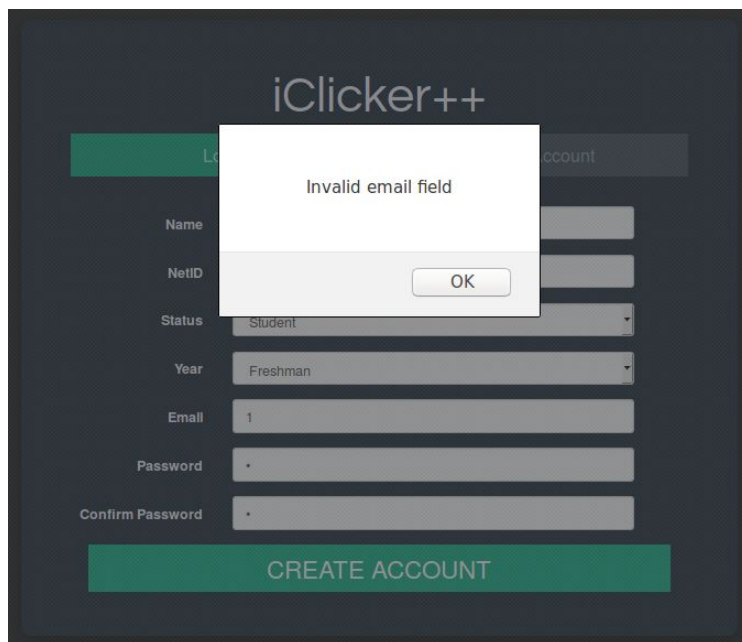 iClicker++
Invalid email field
OK
Name
NetID
Status Student
Year Freshman
Email 1
Password •
Confirm Password •
CREATE ACCOUNT